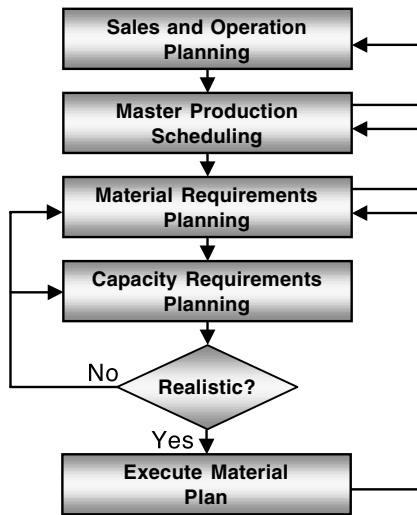 Sales and Operation
Planning
Master Production
Scheduling
Material Requirements
Planning
Capacity Requirements
Planning
No
Realistic?
Yes
Execute Material
Plan